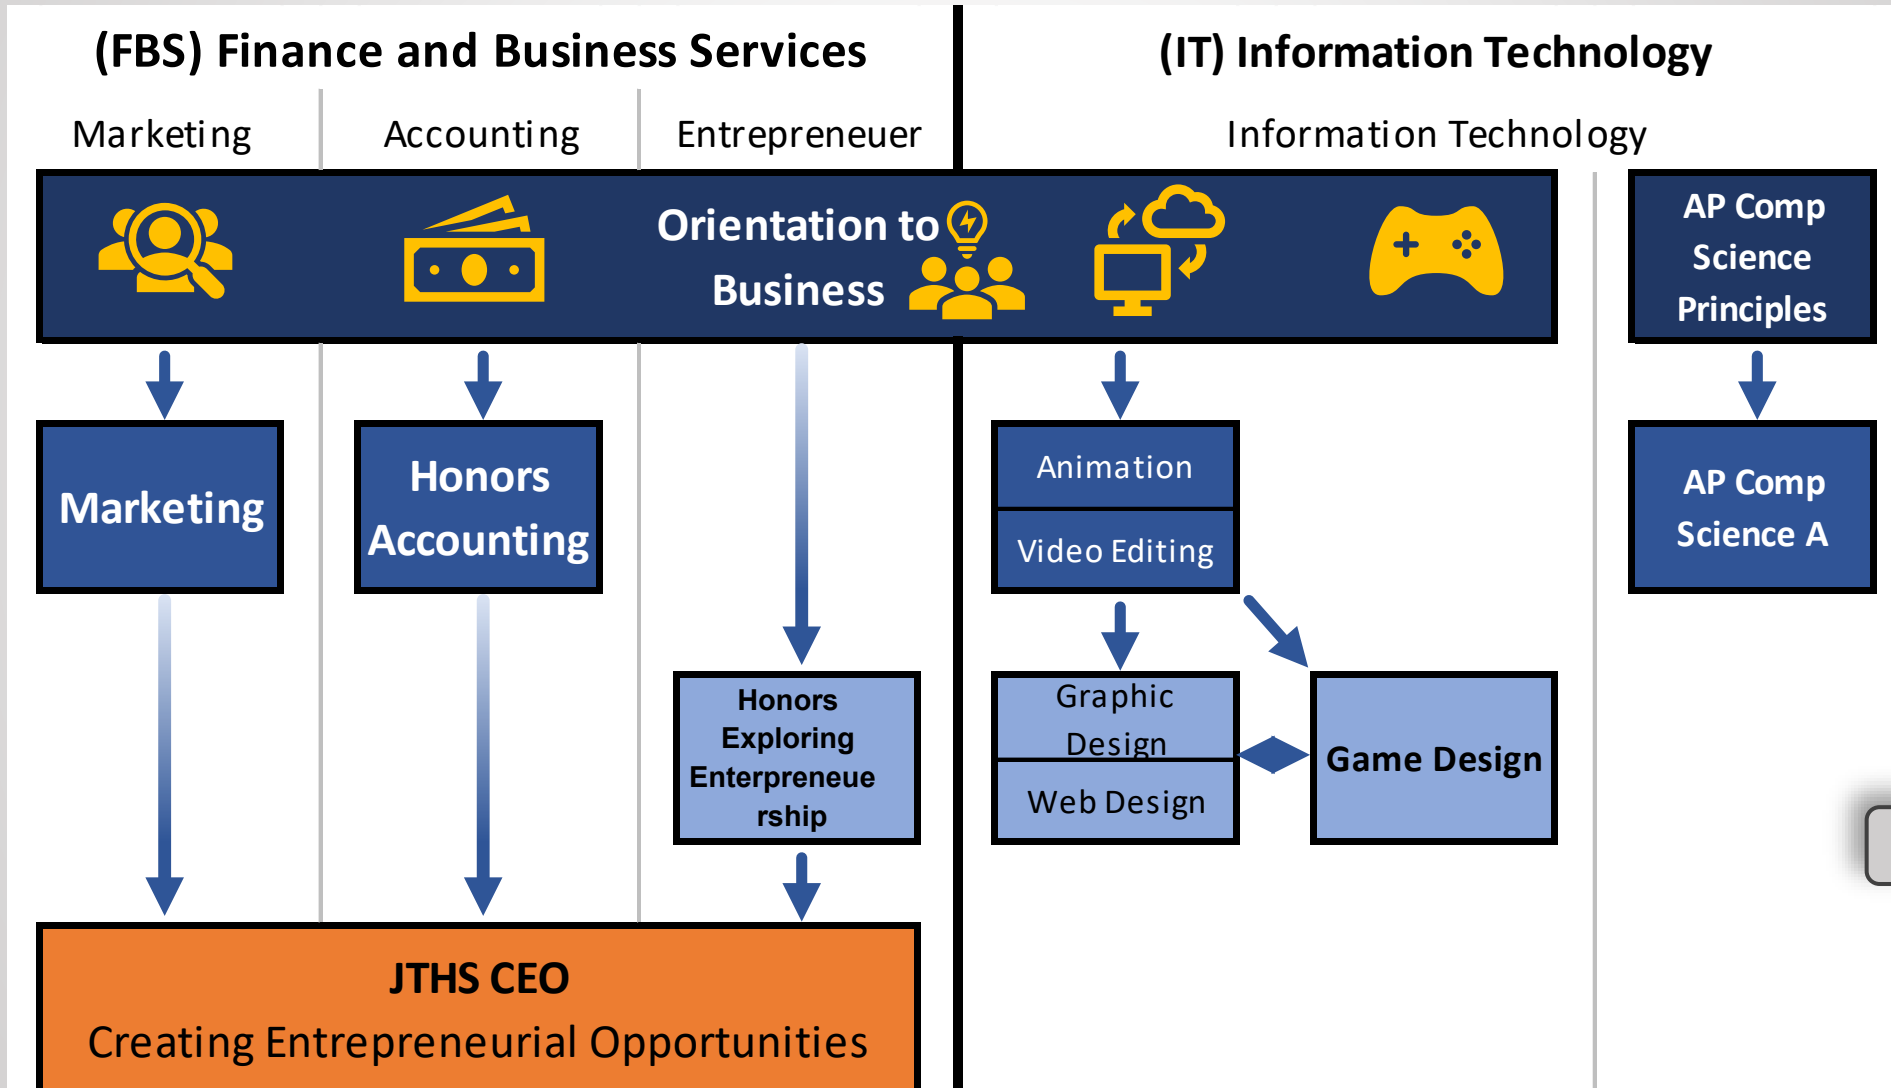 (FBS) Finance and Business Services
(IT) Information Technology
Marketing
Accounting
Entrepreneuer
Information Technology
Orientation to
Business
AP Comp
Science
Principles
Marketing
Honors
Accounting
Animation
Video Editing
AP Comp
Science A
Honors
Exploring
Enterpreneue
rship
Graphic
Design
Web Design
Game Design
JTHS CEO
Creating Entrepreneurial Opportunities